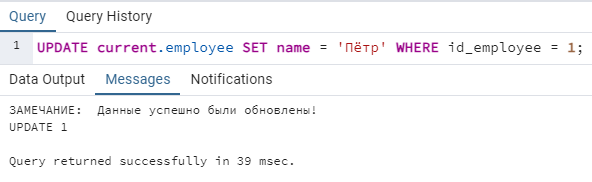 Query Query History
1 UPDATE current.employee SET name = 'Пётр' WHERE id_employee = 1;
Data Output Messages Notifications
ЗАМЕЧАНИЕ:  Данные успешно были обновлены!
UPDATE 1
Query returned successfully in 39 msec.